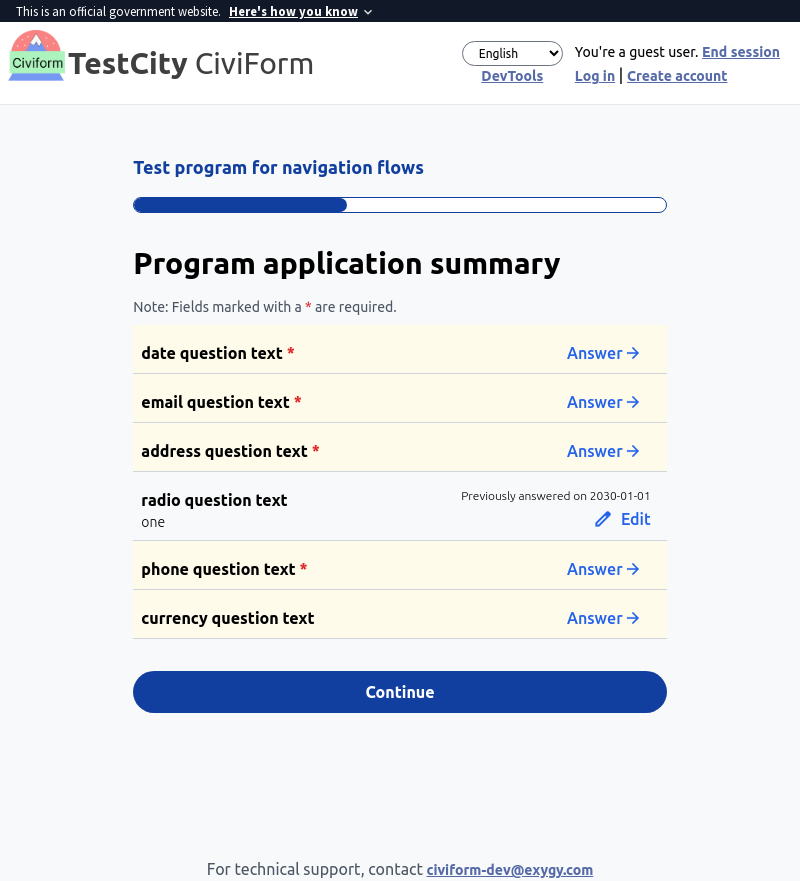 This is an official government website. Here's how you know
Civiform TestCity CiviForm
English You're a guest user. End session
DevTools Log in | Create account
Test program for navigation flows
Program application summary
Note: Fields marked with a * are required.
date question text * Answer
email question text * Answer
address question text * Answer
radio question text Previously answered on 2030-01-01
one Edit
phone question text * Answer
currency question text Answer
Continue
For technical support, contact civiform-dev@exygy.com